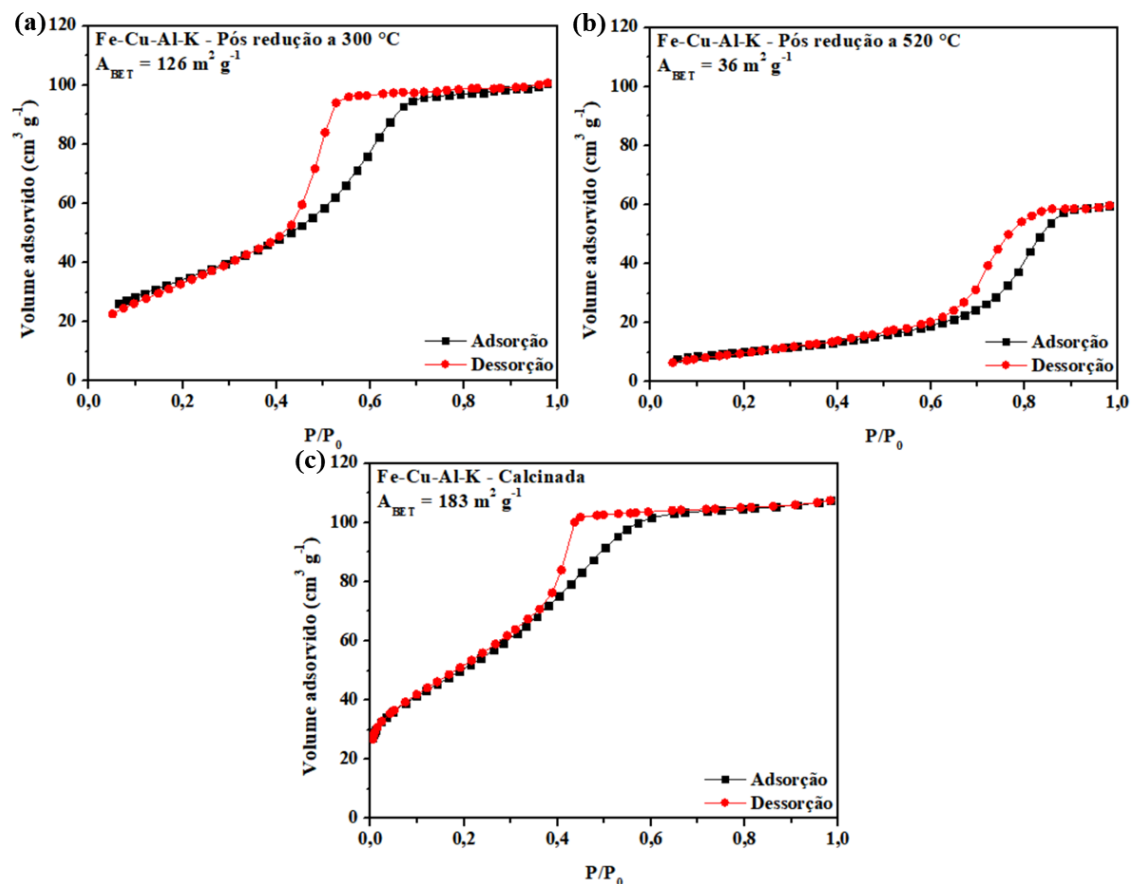 (a)
Fe-Cu-Al-K - Pós redução a 300 °C
A_BET = 126 m² g⁻¹
Volume adsorvido (cm³ g⁻¹)
120
100
80
60
40
20
0
Adsorção
Dessorção
0,0 0,2 0,4 0,6 0,8 1,0
P/P₀
(b)
Fe-Cu-Al-K - Pós redução a 520 °C
A_BET = 36 m² g⁻¹
Volume adsorvido (cm³ g⁻¹)
120
100
80
60
40
20
0
Adsorção
Dessorção
0,0 0,2 0,4 0,6 0,8 1,0
P/P₀
(c)
Fe-Cu-Al-K - Calcinada
A_BET = 183 m² g⁻¹
Volume adsorvido (cm³ g⁻¹)
120
100
80
60
40
20
0
Adsorção
Dessorção
0,0 0,2 0,4 0,6 0,8 1,0
P/P₀